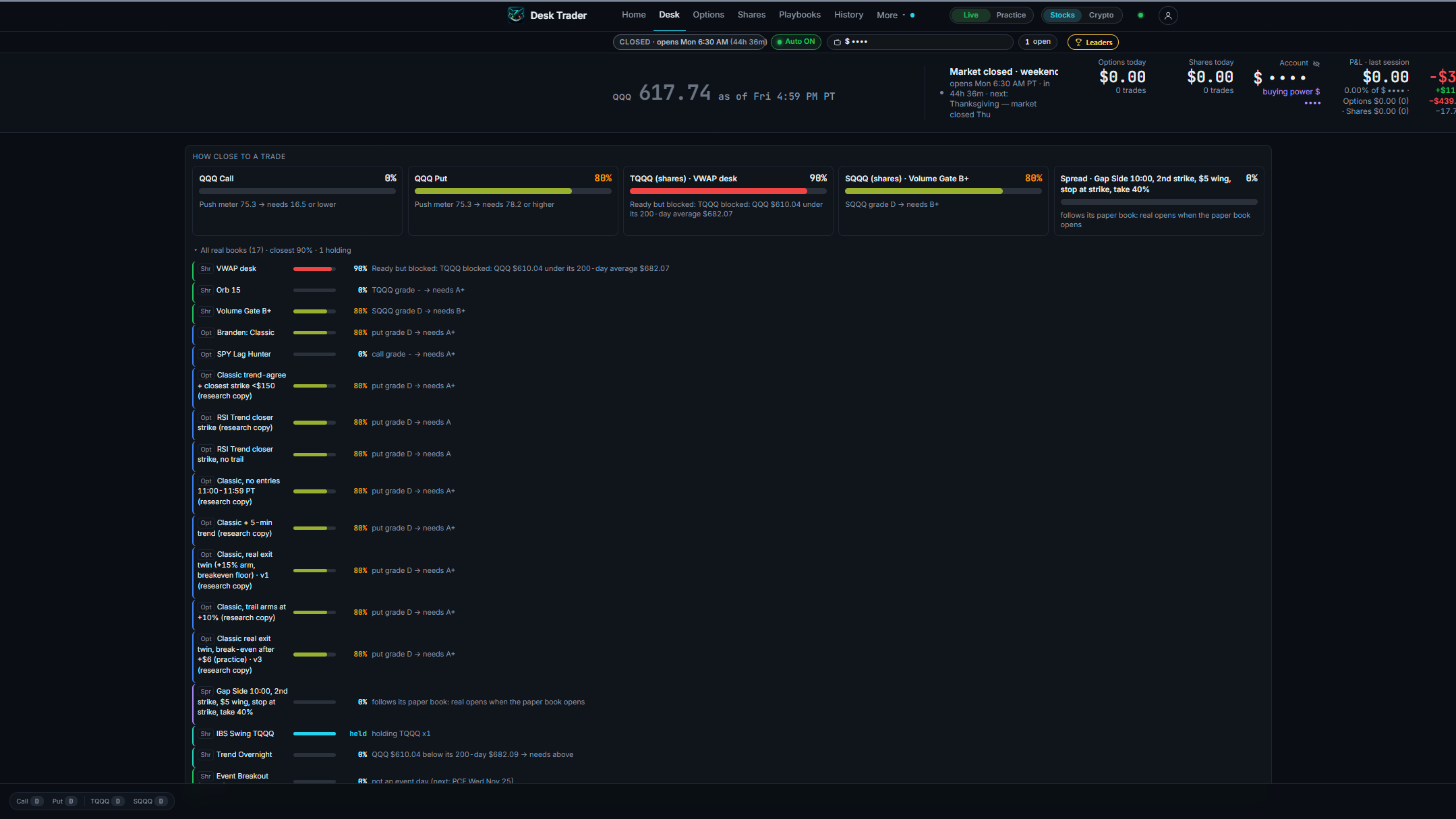 Desk Trader
Home Desk Options Shares Playbooks History More
Live Practice Stocks Crypto
CLOSED · opens Mon 6:30 AM (44h 36m)
Auto ON
$ ••••
1 open
Leaders
QQQ 617.74 as of Fri 4:59 PM PT
Market closed · weekend
opens Mon 6:30 AM PT · in
44h 36m · next:
Thanksgiving — market
closed Thu
Options today
$0.00
0 trades
Shares today
$0.00
0 trades
Account
$ ••••
buying power $
••••
P&L · last session
$0.00
0.00% of $ •••• ·
Options $0.00 (0)
· Shares $0.00 (0)
-$3
+$11
-$439.
-17.7
HOW CLOSE TO A TRADE
QQQ Call 0%
Push meter 75.3 → needs 16.5 or lower
QQQ Put 80%
Push meter 75.3 → needs 78.2 or higher
TQQQ (shares) · VWAP desk 90%
Ready but blocked: TQQQ blocked: QQQ $610.04 under
its 200-day average $682.07
SQQQ (shares) · Volume Gate B+ 80%
SQQQ grade D → needs B+
Spread · Gap Side 10:00, 2nd strike, $5 wing, 0%
stop at strike, take 40%
follows its paper book: real opens when the paper book
opens
All real books (17) · closest 90% · 1 holding
Shr VWAP desk 90% Ready but blocked: TQQQ blocked: QQQ $610.04 under its 200-day average $682.07
Shr Orb 15 0% TQQQ grade - → needs A+
Shr Volume Gate B+ 80% SQQQ grade D → needs B+
Opt Branden: Classic 80% put grade D → needs A+
Opt SPY Lag Hunter 0% call grade - → needs A+
Opt Classic trend-agree
+ closest strike <$150 80% put grade D → needs A+
(research copy)
Opt RSI Trend closer
strike (research copy) 80% put grade D → needs A
Opt RSI Trend closer
strike, no trail 80% put grade D → needs A
Opt Classic, no entries
11:00-11:59 PT 80% put grade D → needs A+
(research copy)
Opt Classic + 5-min
trend (research copy) 80% put grade D → needs A+
Opt Classic, real exit
twin (+15% arm,
breakeven floor) · v1 80% put grade D → needs A+
(research copy)
Opt Classic, trail arms at
+10% (research copy) 80% put grade D → needs A+
Opt Classic real exit
twin, break-even after
+$6 (practice) · v3 80% put grade D → needs A+
(research copy)
Spr Gap Side 10:00, 2nd
strike, $5 wing, stop at 0% follows its paper book: real opens when the paper book opens
strike, take 40%
Shr IBS Swing TQQQ held holding TQQQ x1
Shr Trend Overnight 0% QQQ $610.04 below its 200-day $682.09 → needs above
Shr Event Breakout 0% not an event day (next: PCE Wed Nov 25)
Call D Put D TQQQ D SQQQ D